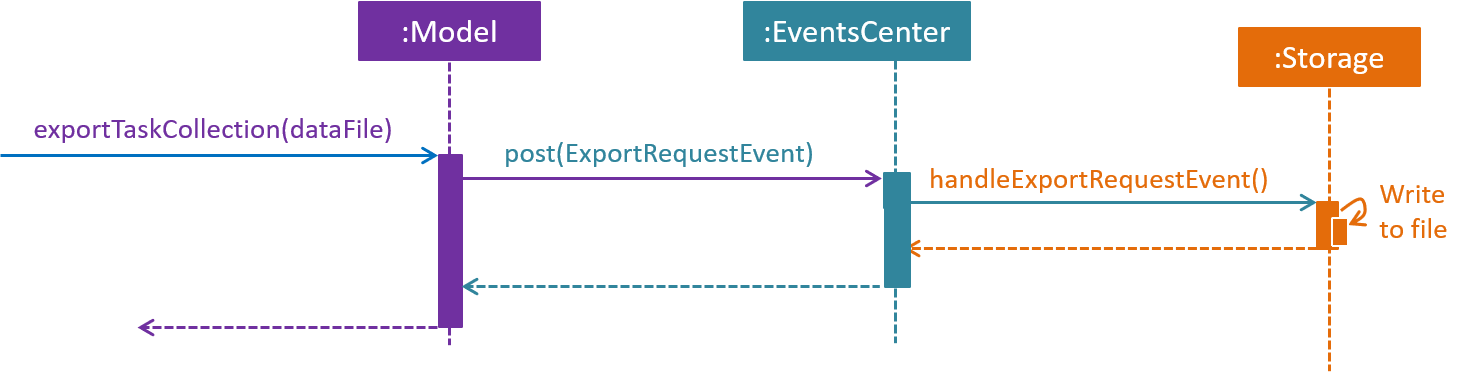 :Model
:EventsCenter
:Storage
exportTaskCollection(dataFile)
post(ExportRequestEvent)
handleExportRequestEvent()
Write
to file